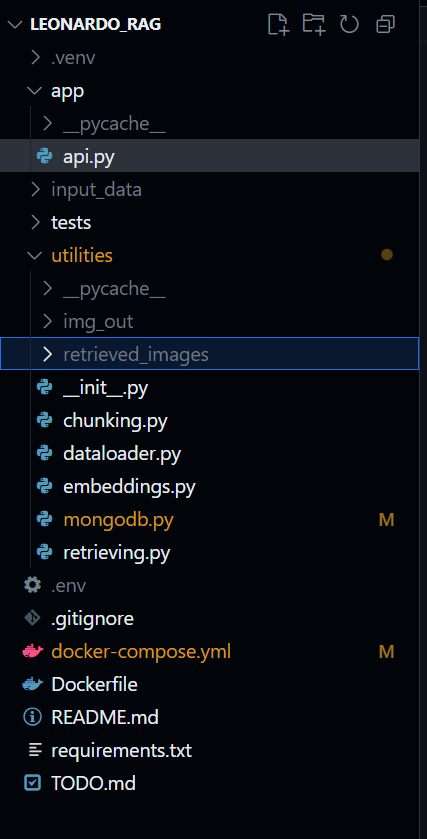 LEONARDO_RAG
.venv
app
__pycache__
api.py
input_data
tests
utilities
__pycache__
img_out
retrieved_images
__init__.py
chunking.py
dataloader.py
embeddings.py
mongodb.py M
retrieving.py
.env
.gitignore
docker-compose.yml M
Dockerfile
README.md
requirements.txt
TODO.md